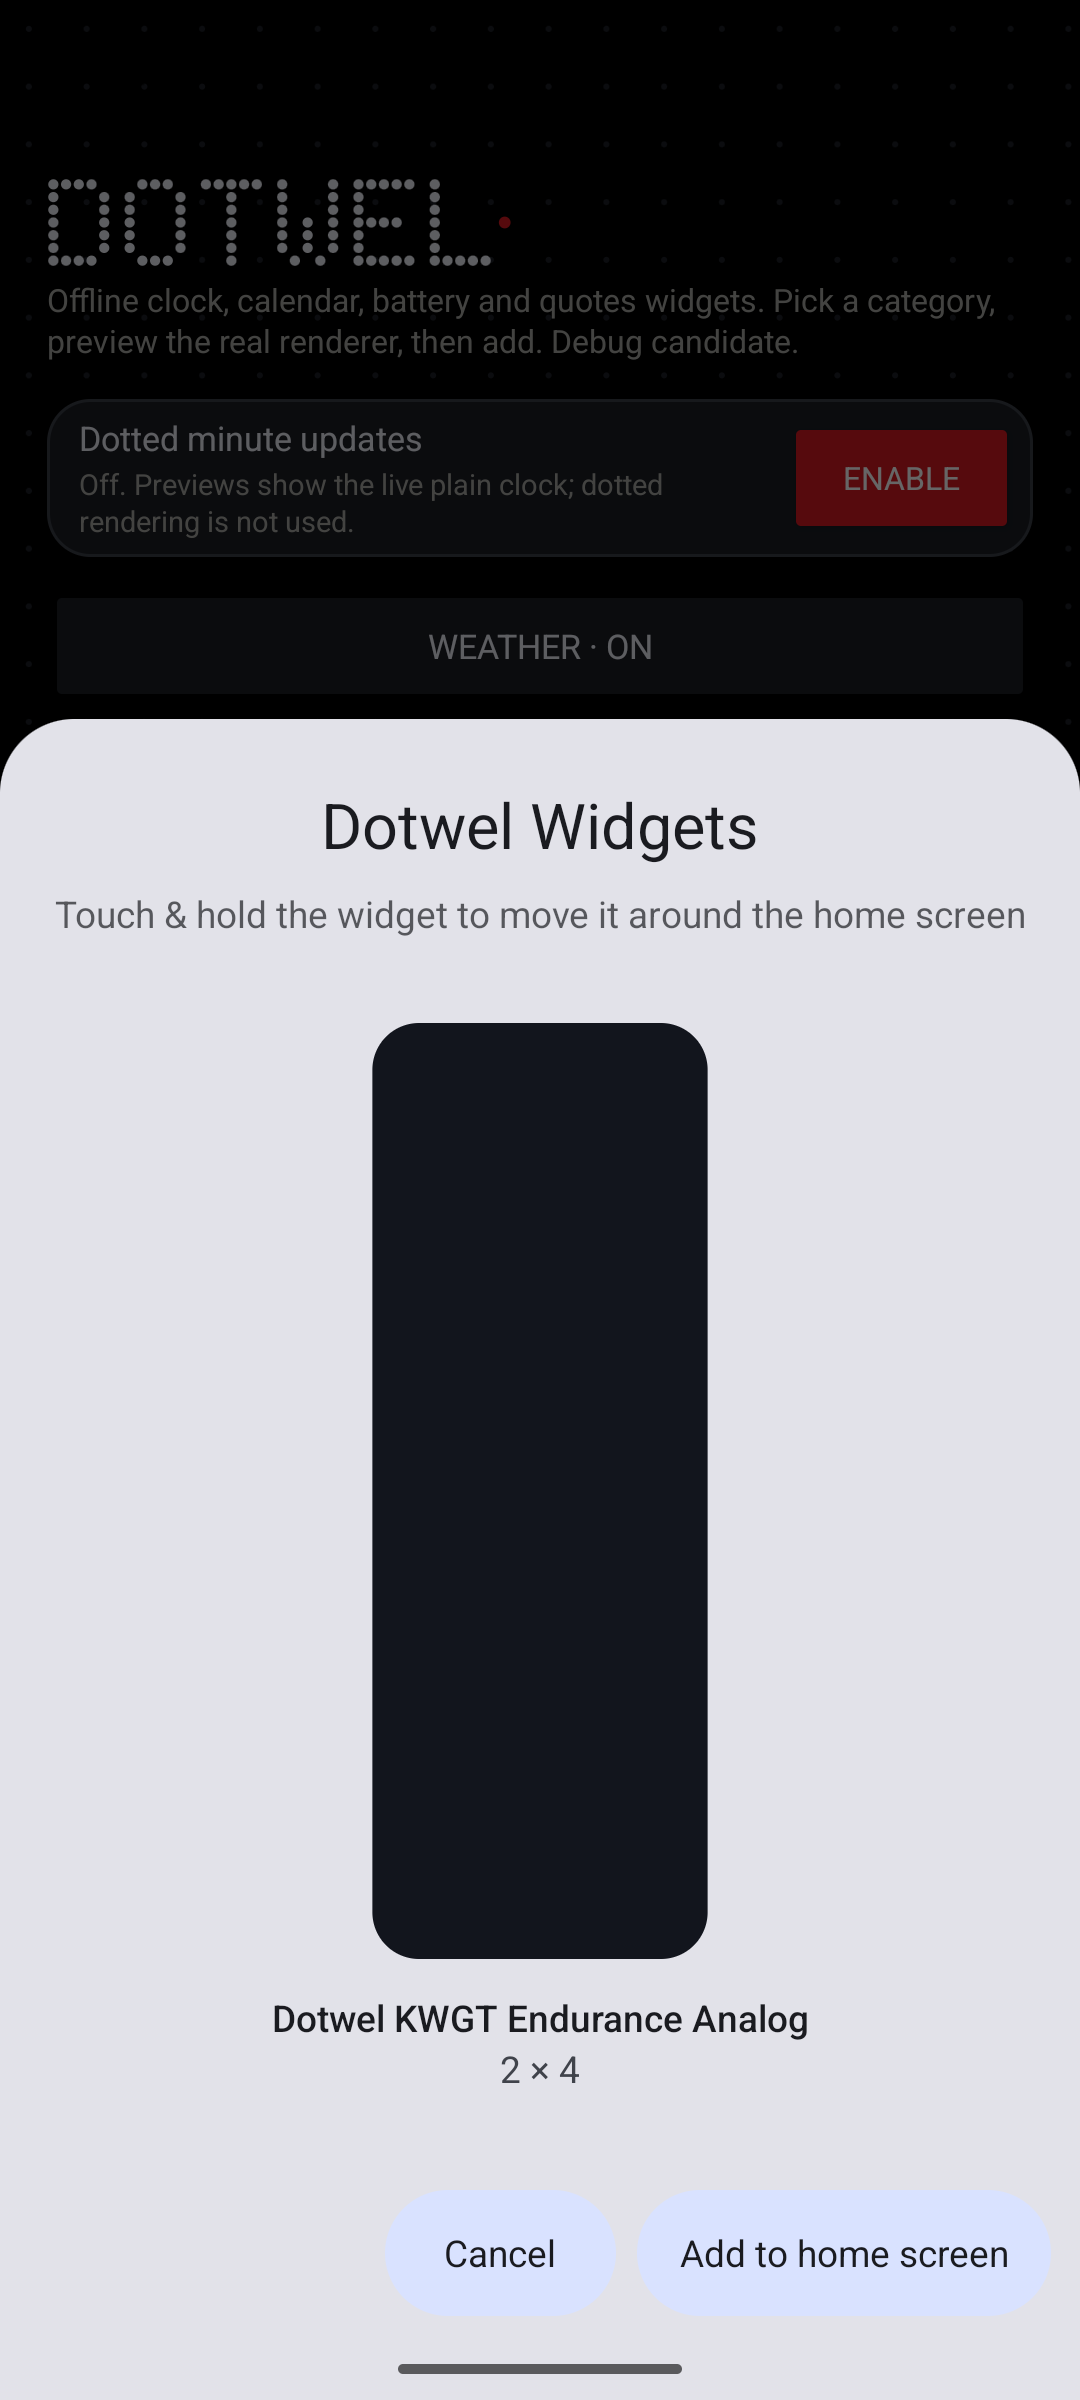 DOTWEL
Offline clock, calendar, battery and quotes widgets. Pick a category,
preview the real renderer, then add. Debug candidate.
Dotted minute updates
Off. Previews show the live plain clock; dotted
rendering is not used.
ENABLE
WEATHER · ON
Dotwel Widgets
Touch & hold the widget to move it around the home screen
Dotwel KWGT Endurance Analog
2 × 4
Cancel
Add to home screen